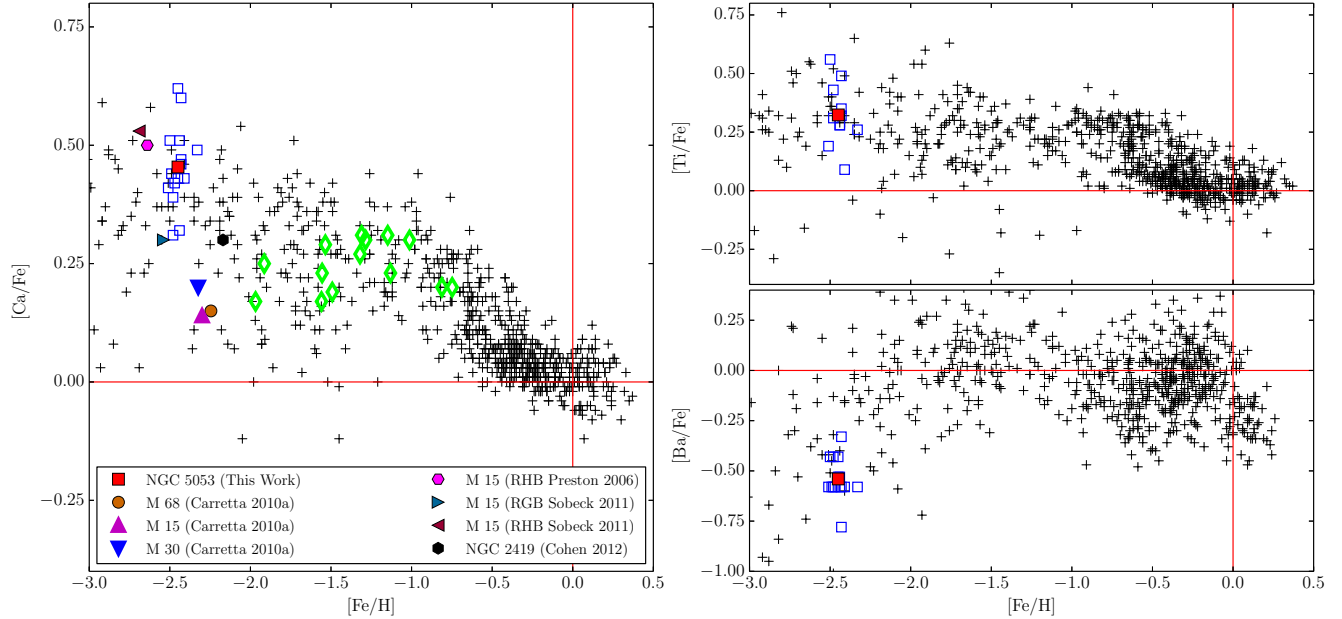 0.75
0.50
0.25
0.00
−0.25
[Ca/Fe]
−3.0 −2.5 −2.0 −1.5 −1.0 −0.5 0.0 0.5
[Fe/H]
NGC 5053 (This Work)
M 68 (Carretta 2010a)
M 15 (Carretta 2010a)
M 30 (Carretta 2010a)
M 15 (RHB Preston 2006)
M 15 (RGB Sobeck 2011)
M 15 (RHB Sobeck 2011)
NGC 2419 (Cohen 2012)
0.75
0.50
0.25
0.00
−0.25
[Ti/Fe]
0.25
0.00
−0.25
−0.50
−0.75
−1.00
[Ba/Fe]
−3.0 −2.5 −2.0 −1.5 −1.0 −0.5 0.0 0.5
[Fe/H]